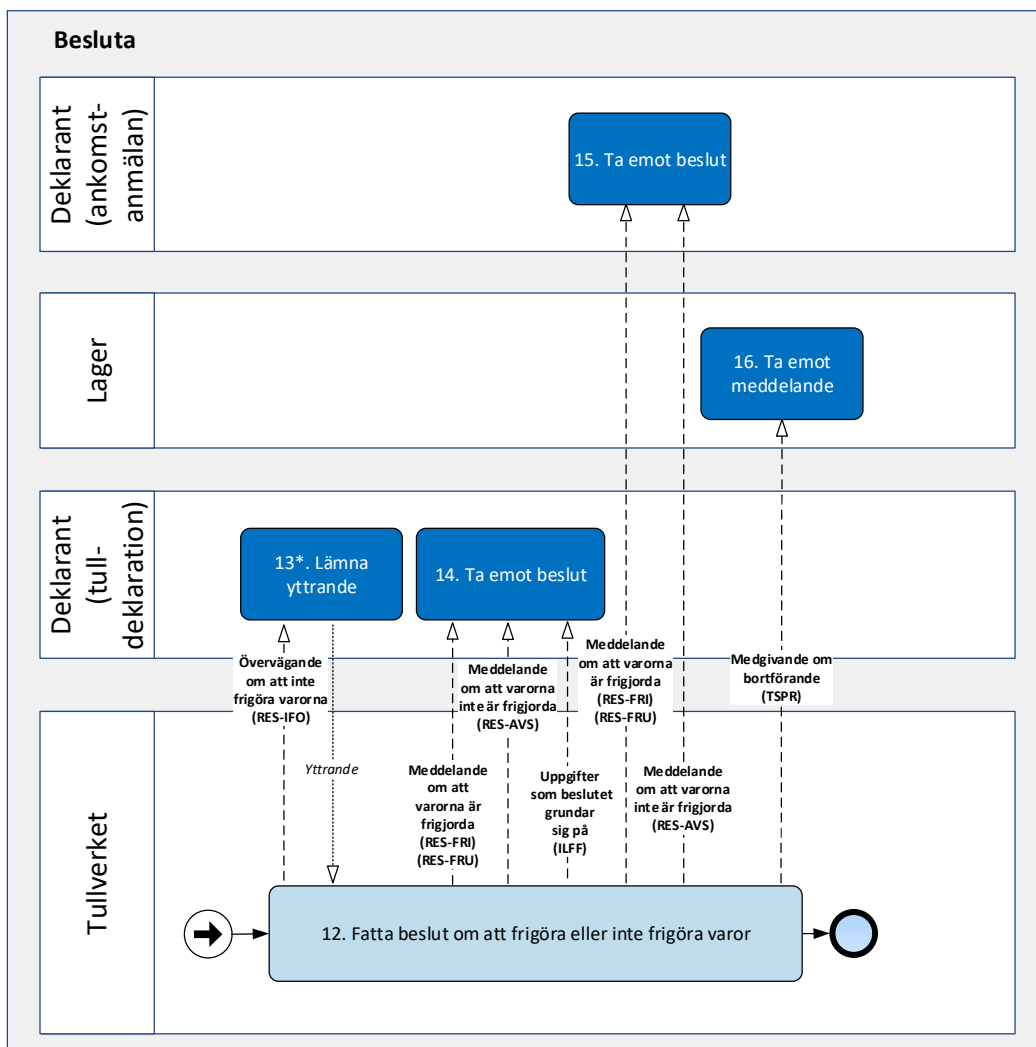 Besluta
Deklarant
(ankomst-
anmälan)
15. Ta emot beslut
Lager
16. Ta emot
meddelande
Deklarant
(tull-
deklaration)
13*. Lämna
yttrande
14. Ta emot beslut
Övervägande
om att inte
frigöra varorna
(RES-IFO)
Meddelande
om att varorna
inte är frigjorda
(RES-AVS)
Meddelande
om att varorna
är frigjorda
(RES-FRI)
(RES-FRU)
Medgivande om
bortförande
(TSPR)
Tullverket
Yttrande
Meddelande
om att
varorna är
frigjorda
(RES-FRI)
(RES-FRU)
Uppgifter
som beslutet
grundar
sig på
(ILFF)
Meddelande
om att varorna
inte är frigjorda
(RES-AVS)
12. Fatta beslut om att frigöra eller inte frigöra varor